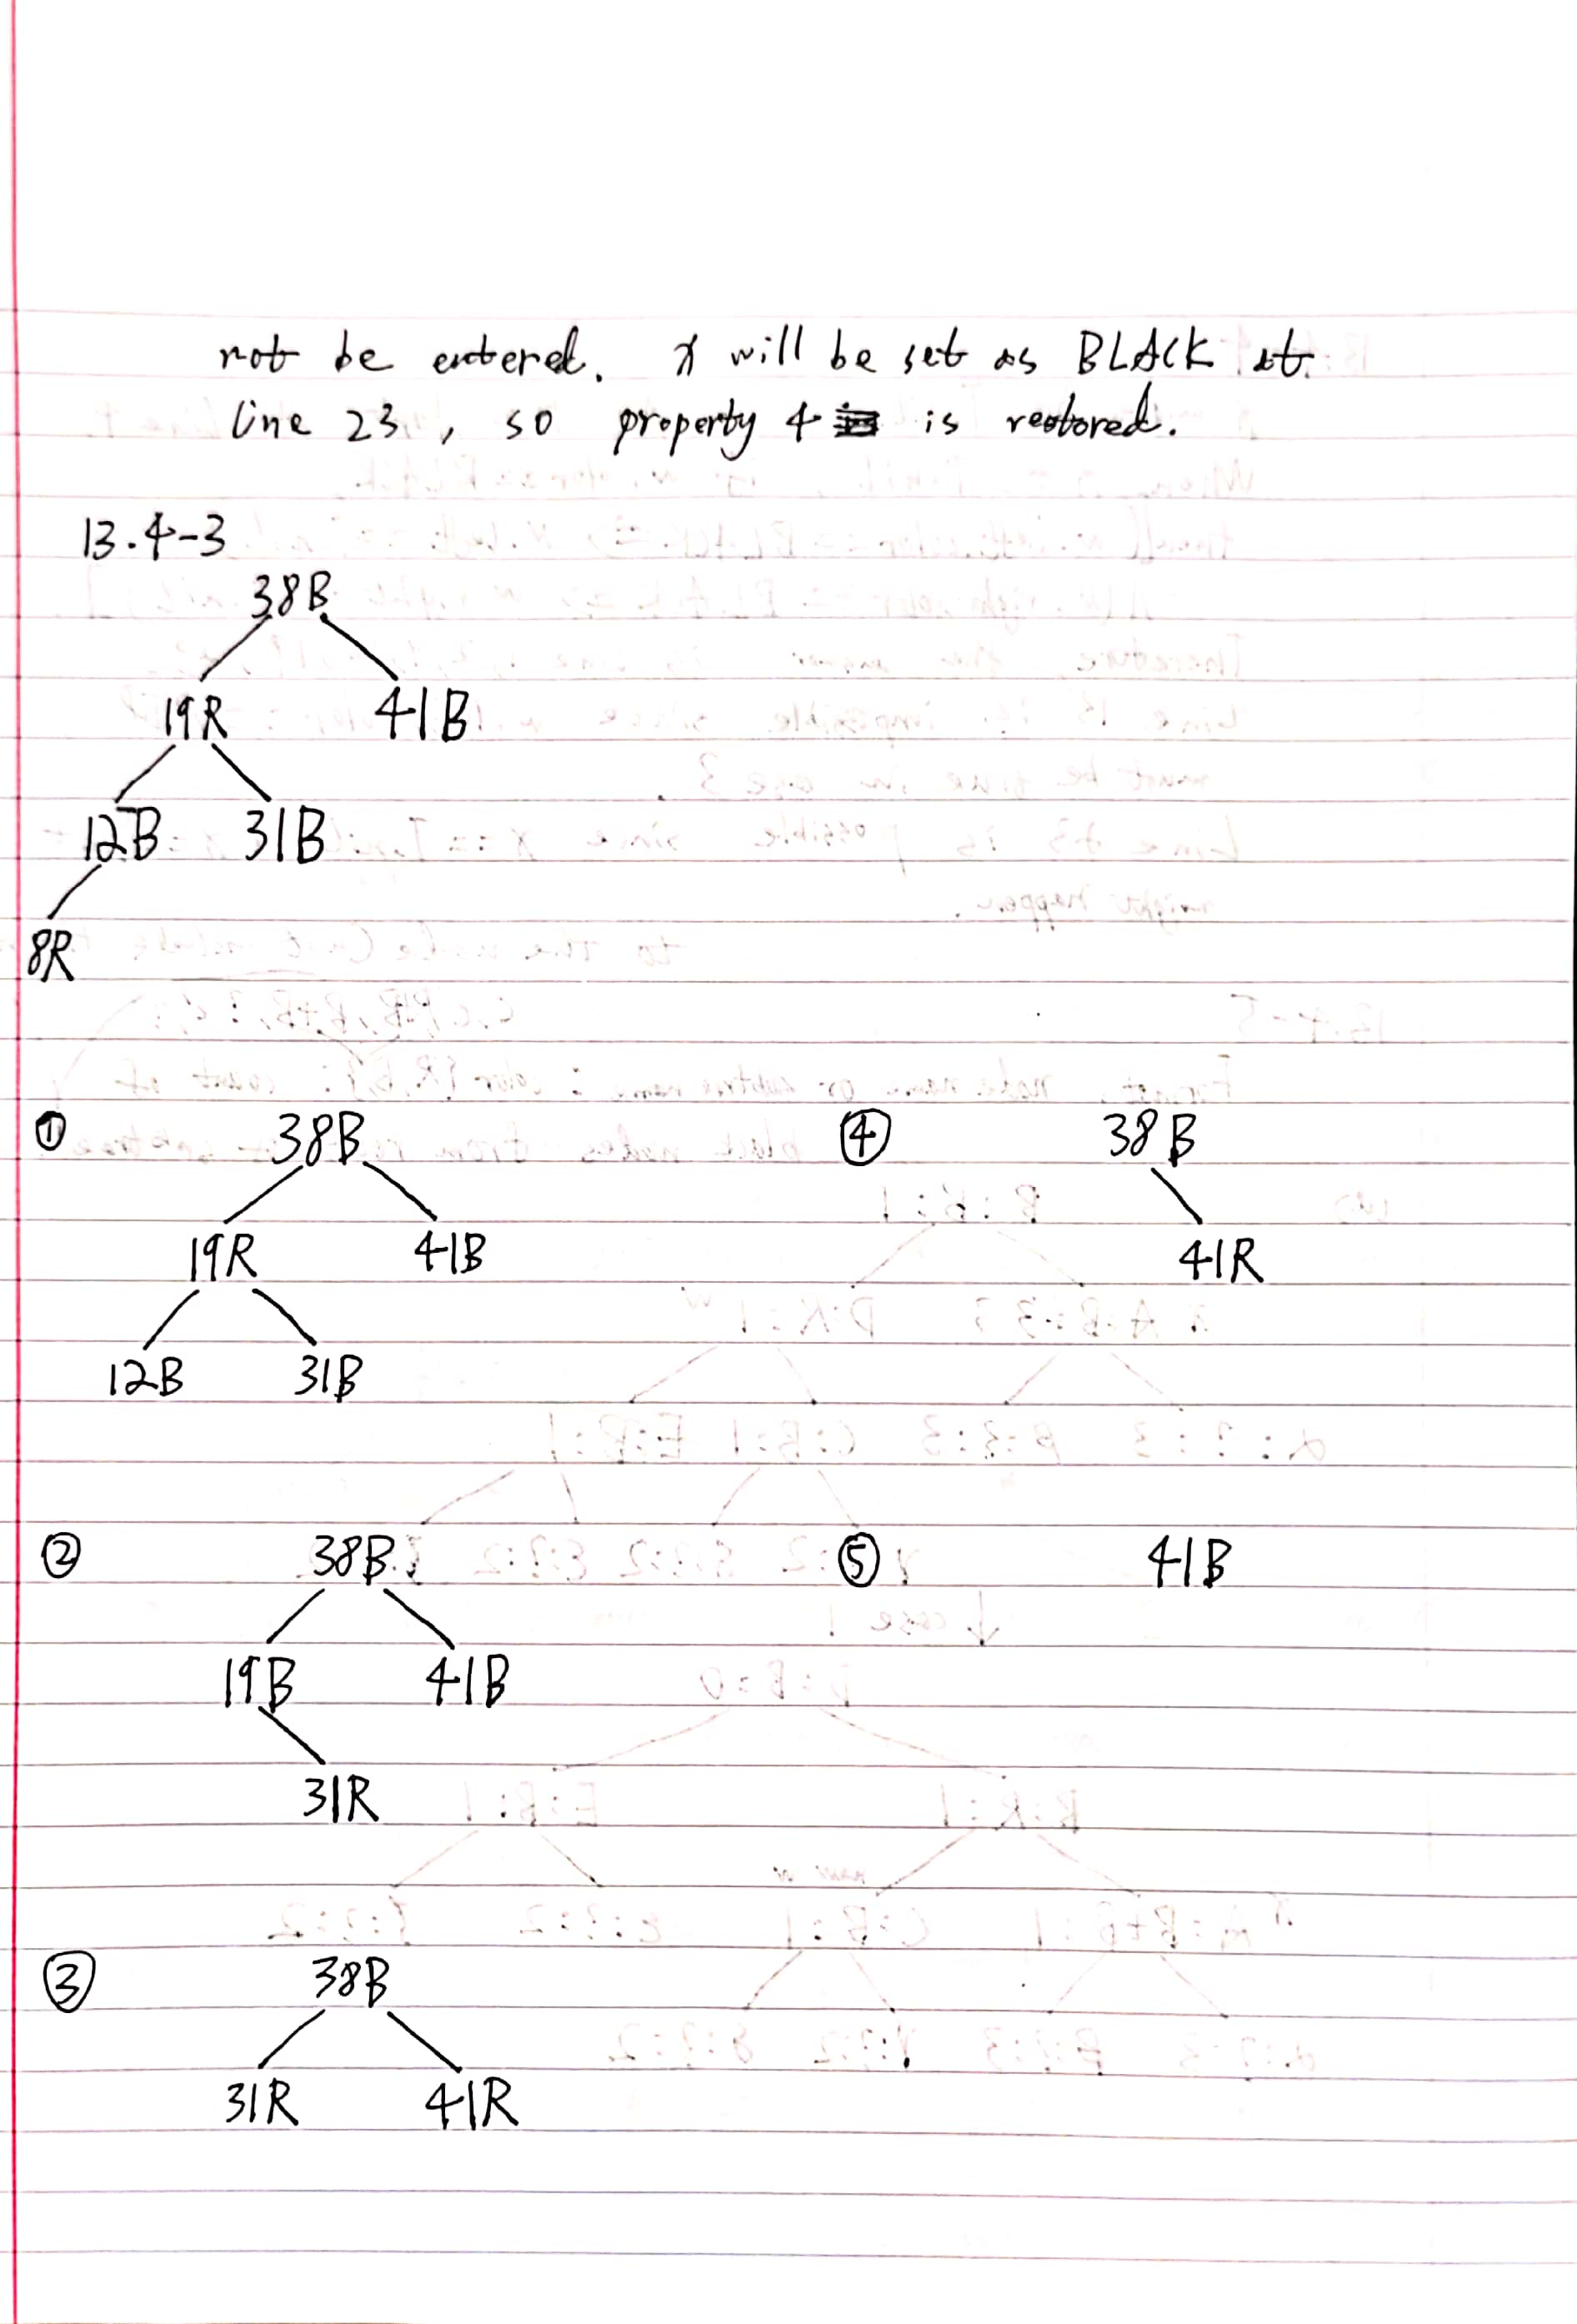 not be entered. x will be set as BLACK at
line 23, so property 4 is restored.
13.4-3
38B
19R 41B
12B 31B
8R
① 38B
19R 41B
12B 31B
② 38B
19B 41B
31R
③ 38B
31R 41R
④ 38B
41R
⑤ 41B